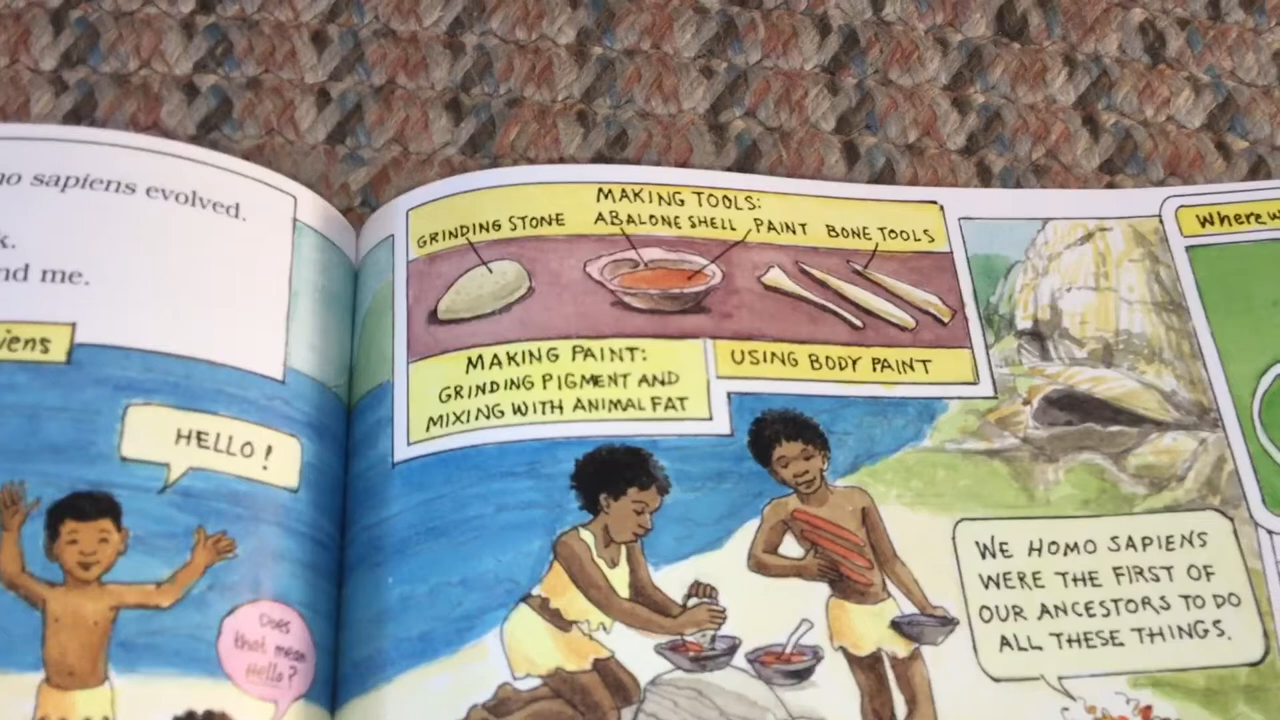 sapiens evolved.
nd me.
HELLO!
Does
that mean
Hello?
MAKING TOOLS:
GRINDING STONE ABALONE SHELL PAINT BONE TOOLS
MAKING PAINT:
GRINDING PIGMENT AND
MIXING WITH ANIMAL FAT
USING BODY PAINT
WE HOMO SAPIENS
WERE THE FIRST OF
OUR ANCESTORS TO DO
ALL THESE THINGS.
Where